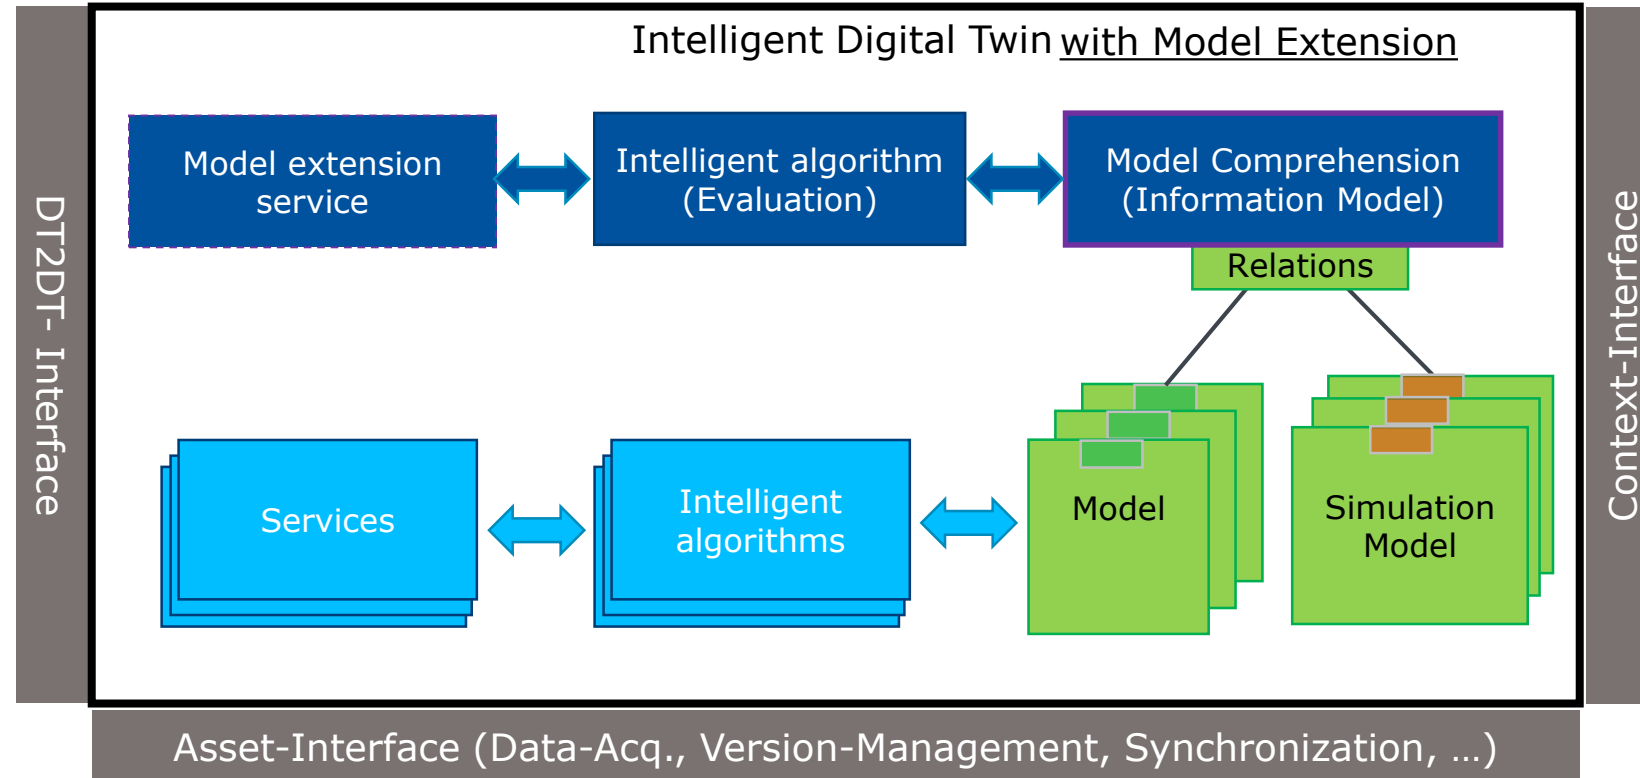 Intelligent Digital Twin with Model Extension
Model extension
service
Intelligent algorithm
(Evaluation)
Model Comprehension
(Information Model)
Relations
DT2DT- Interface
Context-Interface
Services
Intelligent
algorithms
Model
Simulation
Model
Asset-Interface (Data-Acq., Version-Management, Synchronization, ...)